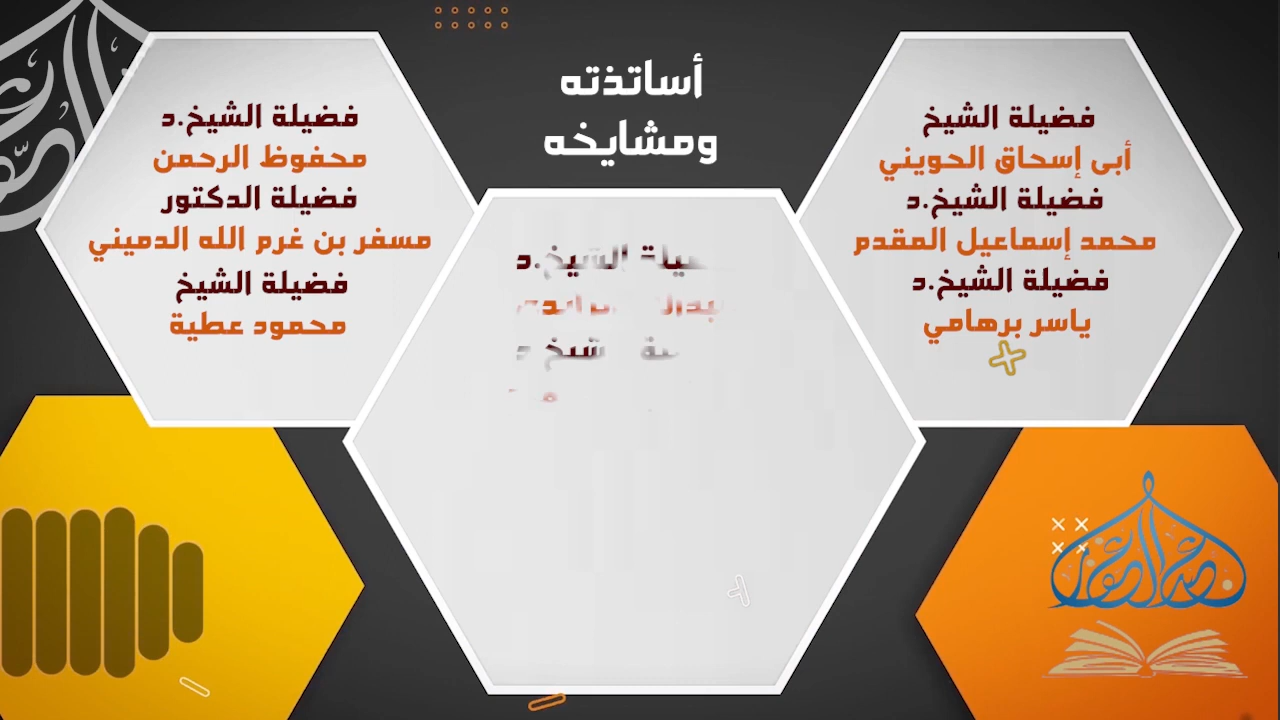 أساتذته
ومشايخه
فضيلة الشيخ
أبى إسحاق الحويني
فضيلة الشيخ.د
محمد إسماعيل المقدم
فضيلة الشيخ.د
ياسر برهامي
الشيخ.د
فضيلة الشيخ.د
محفوظ الرحمن
فضيلة الدكتور
مسفر بن غرم الله الدميني
فضيلة الشيخ
محمود عطية